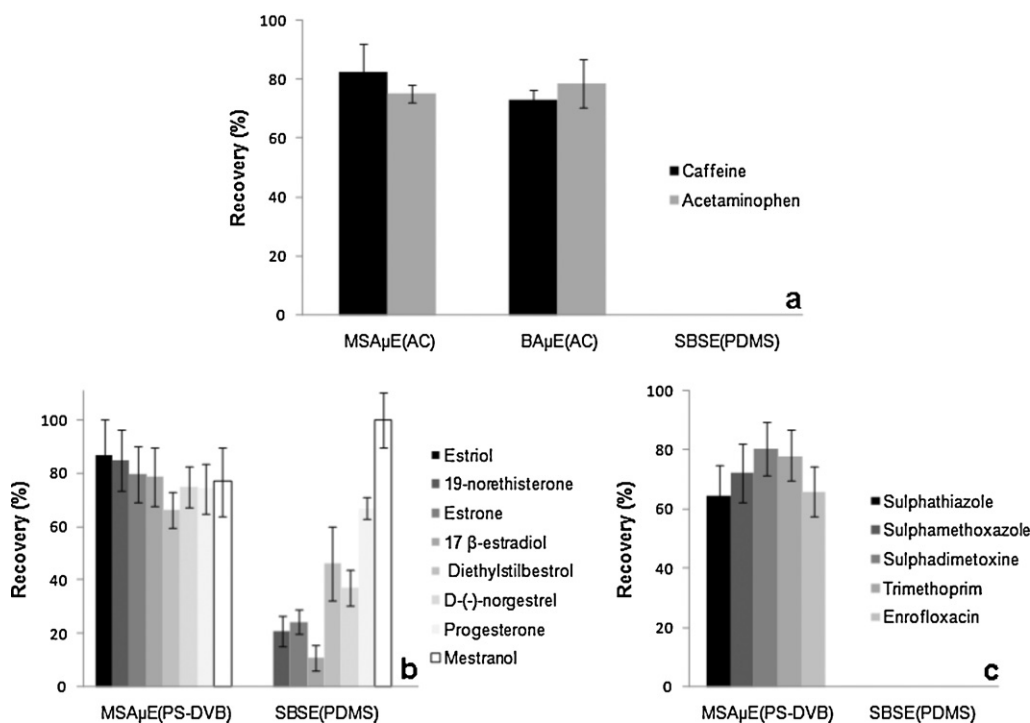 100
80
60
40
20
0
Recovery (%)
MSAµE(AC) BAµE(AC) SBSE(PDMS)
Caffeine
Acetaminophen
a
100
80
60
40
20
0
Recovery (%)
MSAµE(PS-DVB) SBSE(PDMS)
Estriol
19-norethisterone
Estrone
17 β-estradiol
Diethylstilbestrol
D-(-)-norgestrel
Progesterone
Mestranol
b
100
80
60
40
20
0
Recovery (%)
MSAµE(PS-DVB) SBSE(PDMS)
Sulphathiazole
Sulphamethoxazole
Sulphadimetoxine
Trimethoprim
Enrofloxacin
c